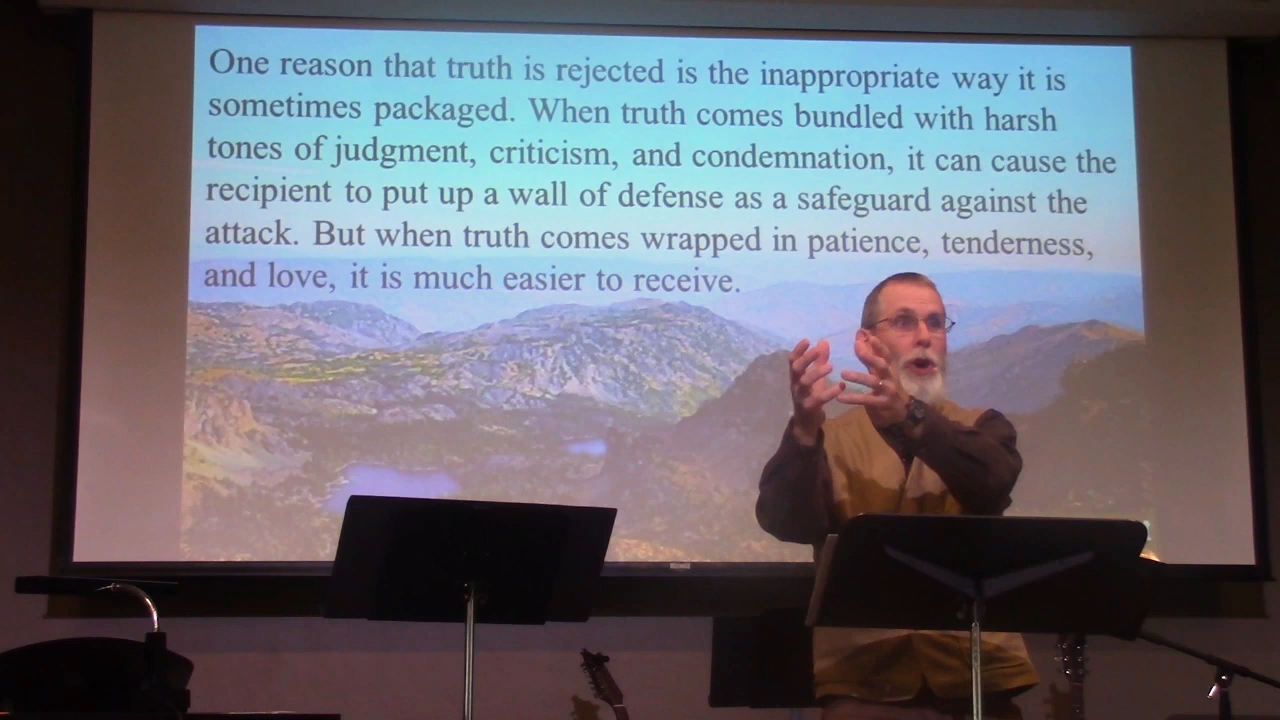 One reason that truth is rejected is the inappropriate way it is
sometimes packaged. When truth comes bundled with harsh
tones of judgment, criticism, and condemnation, it can cause the
recipient to put up a wall of defense as a safeguard against the
attack. But when truth comes wrapped in patience, tenderness,
and love, it is much easier to receive.